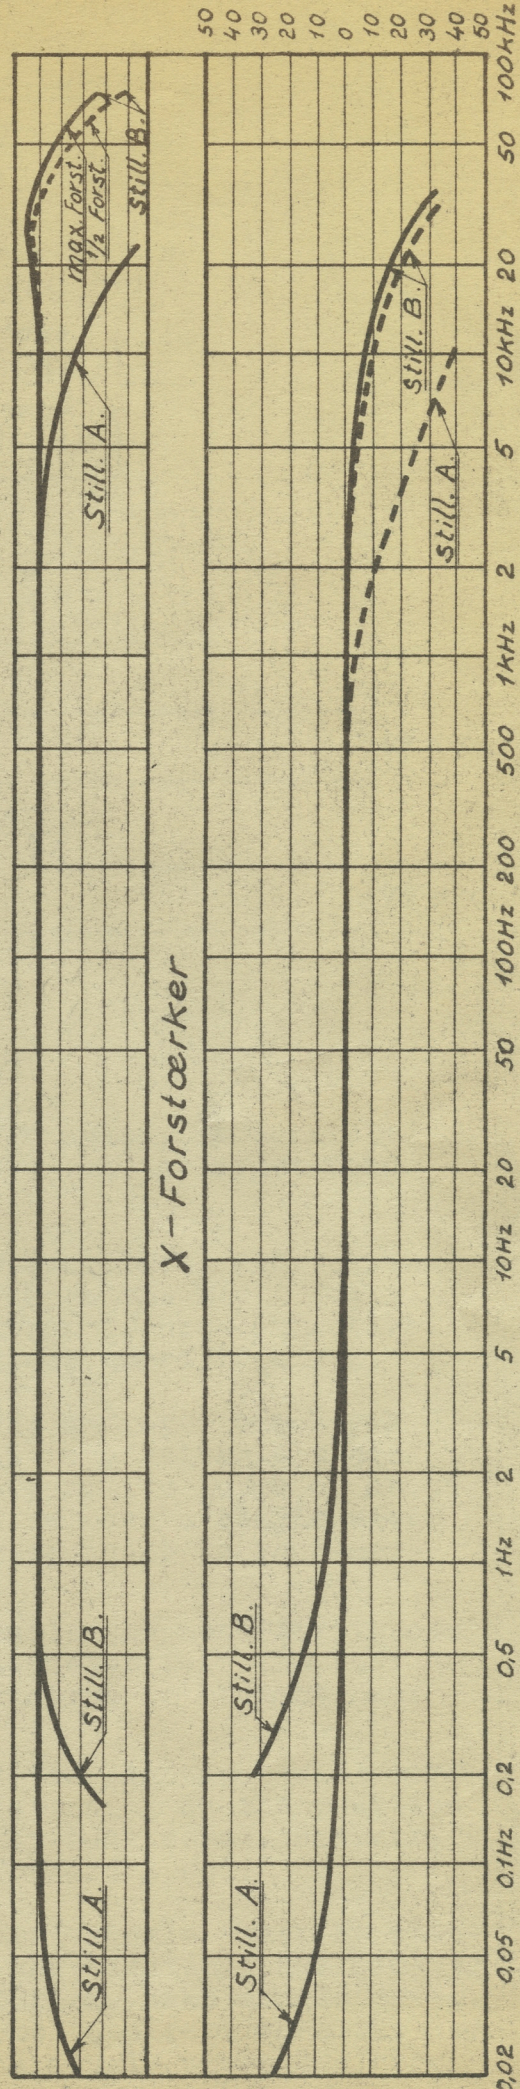 50
40
30
20
10
0
10
20
30
40
50
max. Forst.
1/2 Forst.
Still. B.
Still. A.
Still. B.
Still. A.
X-Forstærker
Still. B.
Still. A.
Still. B.
Still. A.
0,02 0,05 0,1Hz 0,2 0,5 1Hz 2 5 10Hz 20 50 100Hz 200 500 1kHz 2 5 10kHz 20 50 100kHz